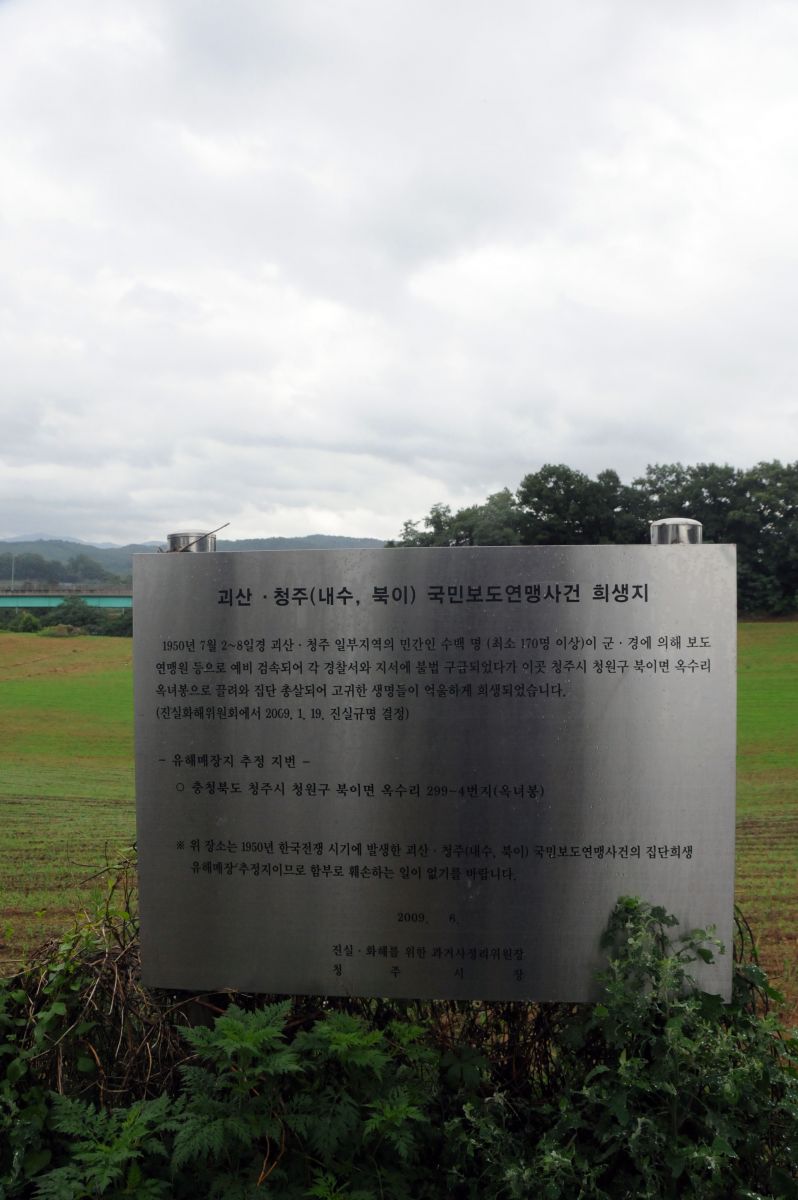 괴산 · 청주(내수, 북이) 국민보도연맹사건 희생지
1950년 7월 2~8일경 괴산 · 청주 일부지역의 민간인 수백 명 (최소 170명 이상)이 군 · 경에 의해 보도
연맹원 등으로 예비 검속되어 각 경찰서와 지서에 불법 구금되었다가 이곳 청주시 청원구 북이면 옥수리
옥녀봉으로 끌려와 집단 총살되어 고귀한 생명들이 억울하게 희생되었습니다.
(진실화해위원회에서 2009. 1. 19. 진실규명 결정)
- 유해매장지 추정 지번 -
○ 충청북도 청주시 청원구 북이면 옥수리 299-4번지(옥녀봉)
※ 위 장소는 1950년 한국전쟁 시기에 발생한 괴산 · 청주(내수, 북이) 국민보도연맹사건의 집단희생
유해매장 추정지이므로 함부로 훼손하는 일이 없기를 바랍니다.
2009. 6.
진실 · 화해를 위한 과거사정리위원장
청 주 시 장